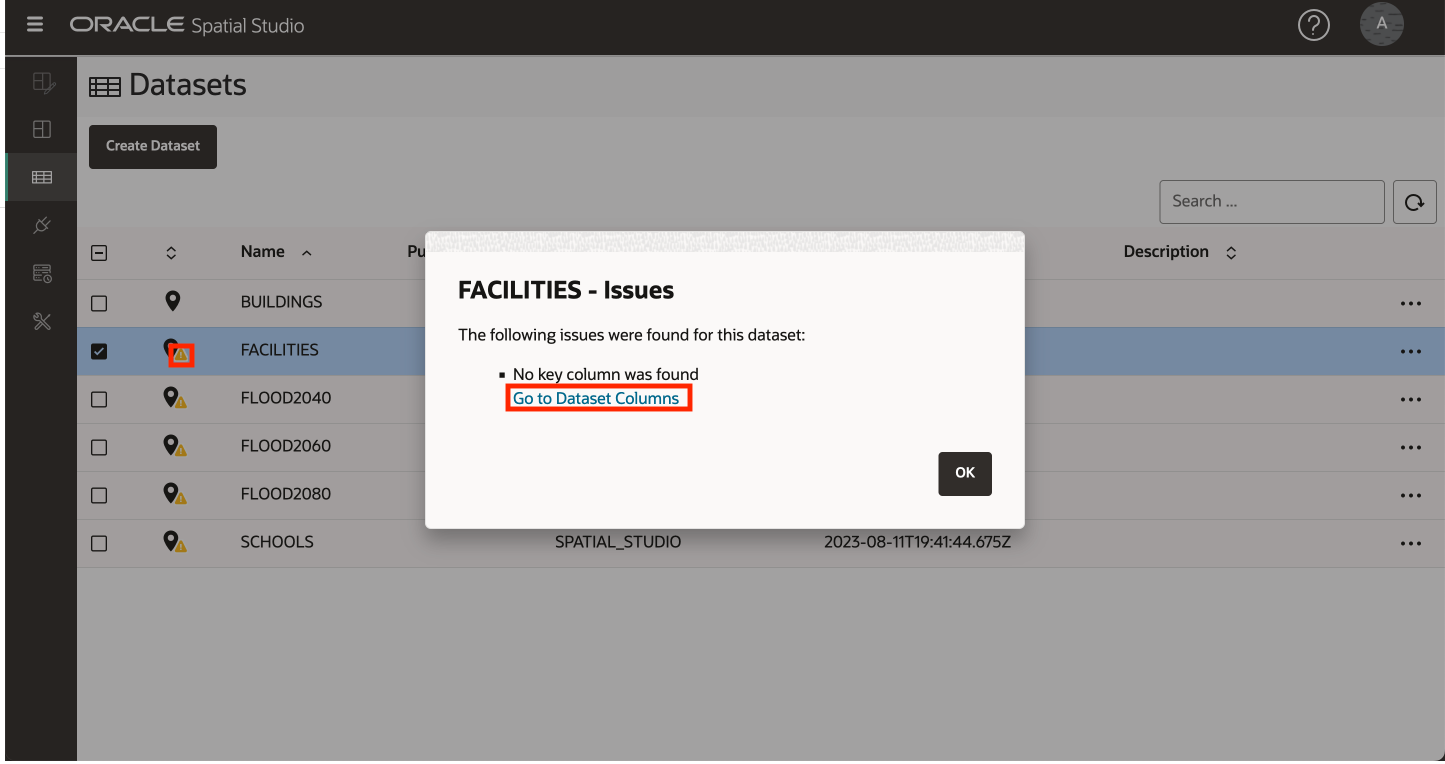 ORACLE Spatial Studio
?
A
Datasets
Create Dataset
Search ...
Name
Description
BUILDINGS
FACILITIES
FLOOD2040
FLOOD2060
FLOOD2080
SCHOOLS SPATIAL_STUDIO 2023-08-11T19:41:44.675Z
FACILITIES - Issues
The following issues were found for this dataset:
No key column was found
Go to Dataset Columns
OK